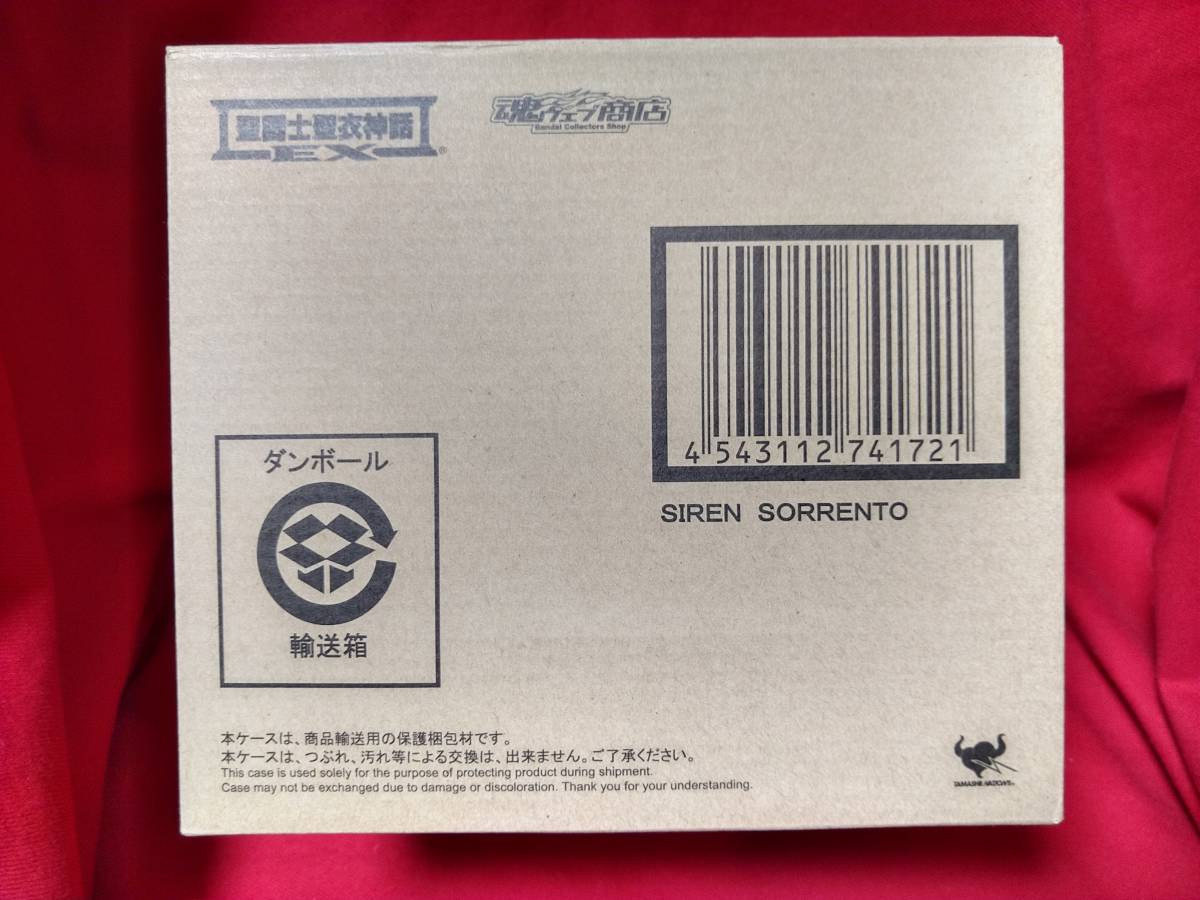 聖闘士聖衣神話
EX®
魂ウェブ商店
Bandai Collectors Shop
4 543112 741721
SIREN SORRENTO
ダンボール
輸送箱
本ケースは、商品輸送用の保護梱包材です。
本ケースは、つぶれ、汚れ等による交換は、出来ません。ご了承ください。
This case is used solely for the purpose of protecting product during shipment.
Case may not be exchanged due to damage or discoloration. Thank you for your understanding.
TAMASHII NATIONS